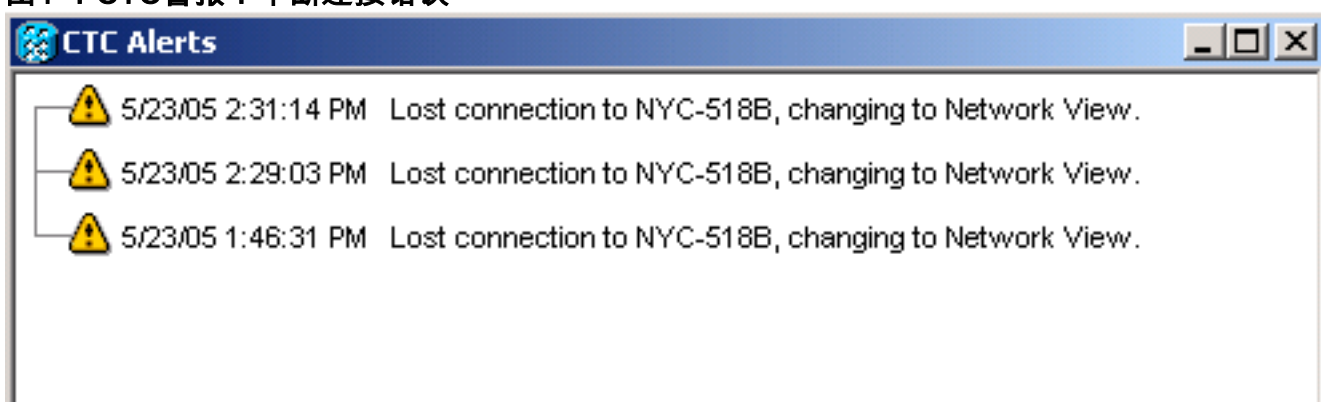 CTC Alerts
5/23/05 2:31:14 PM Lost connection to NYC-518B, changing to Network View.
5/23/05 2:29:03 PM Lost connection to NYC-518B, changing to Network View.
5/23/05 1:46:31 PM Lost connection to NYC-518B, changing to Network View.